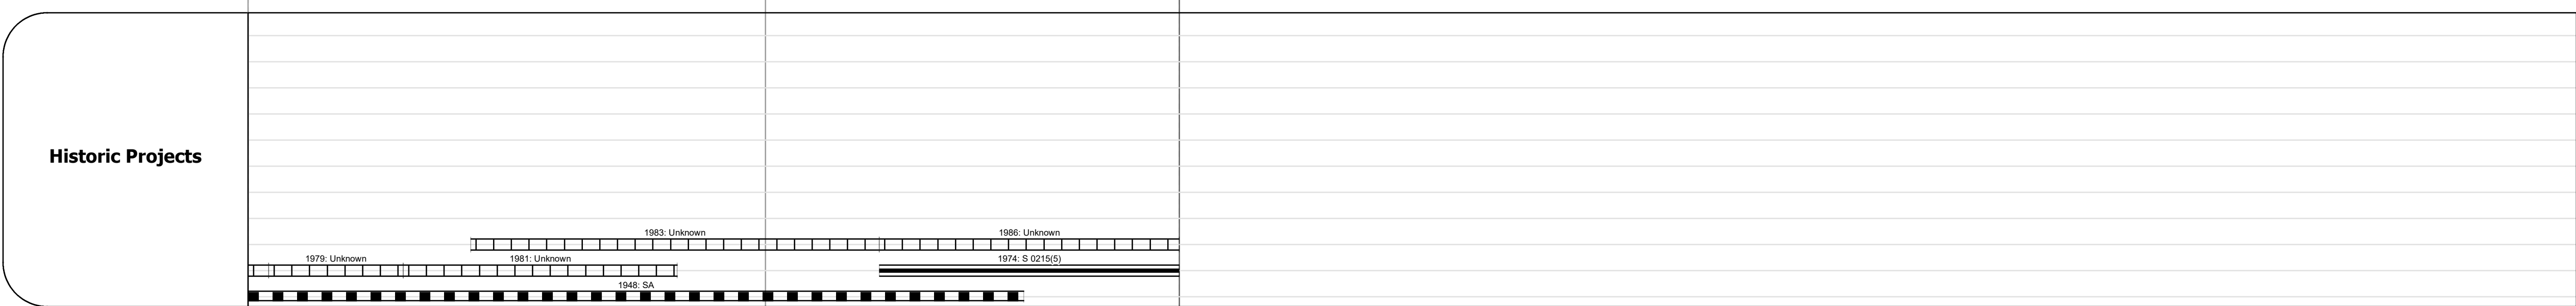 Historic Projects
1983: Unknown
1986: Unknown
1979: Unknown
1981: Unknown
1974: S 0215(5)
1948: SA